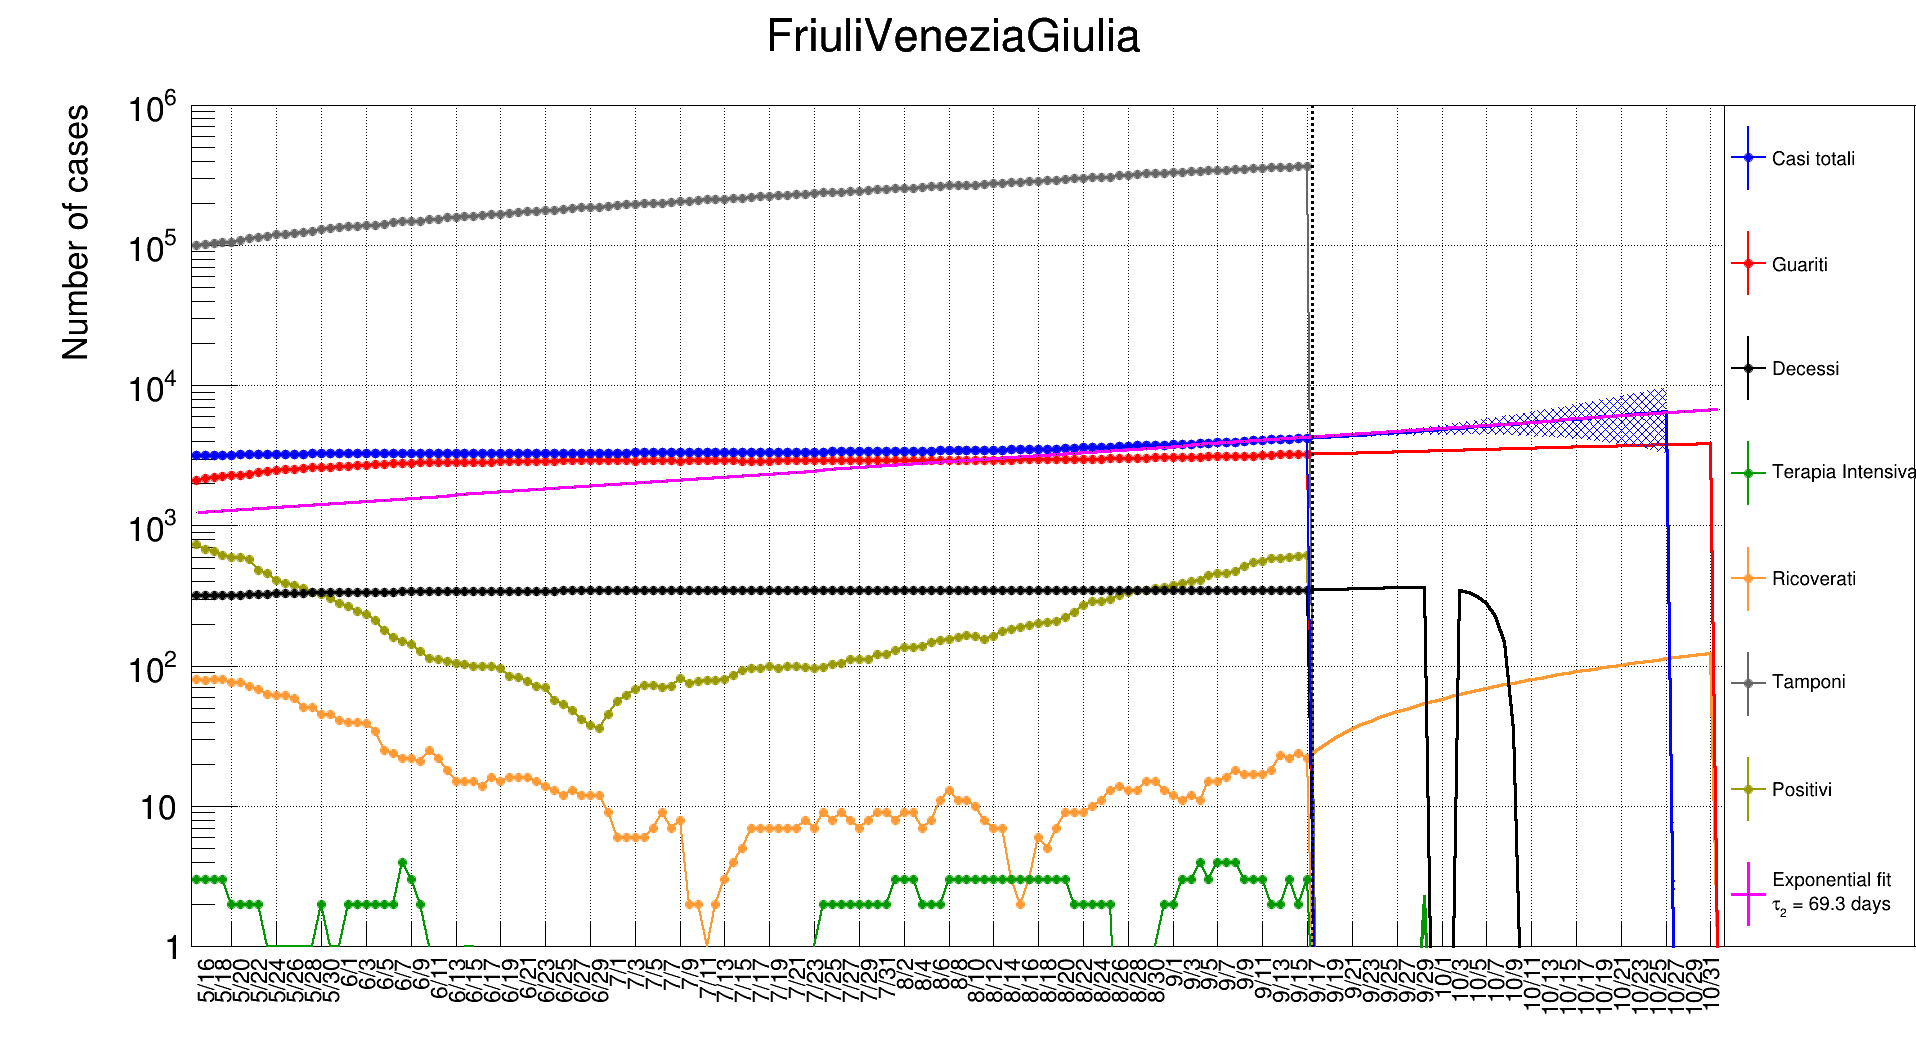 FriuliVeneziaGiulia
Number of cases
10^6
10^5
10^4
10^3
10^2
10
1
5/16 5/18 5/20 5/22 5/24 5/26 5/28 5/30 6/1 6/3 6/5 6/7 6/9 6/11 6/13 6/15 6/17 6/19 6/21 6/23 6/25 6/27 6/29 7/1 7/3 7/5 7/7 7/9 7/11 7/13 7/15 7/17 7/19 7/21 7/23 7/25 7/27 7/29 7/31 8/2 8/4 8/6 8/8 8/10 8/12 8/14 8/16 8/18 8/20 8/22 8/24 8/26 8/28 8/30 9/1 9/3 9/5 9/7 9/9 9/11 9/13 9/15 9/17 9/19 9/21 9/23 9/25 9/27 9/29 10/1 10/3 10/5 10/7 10/9 10/11 10/13 10/15 10/17 10/19 10/21 10/23 10/25 10/27 10/29 10/31
Casi totali
Guariti
Decessi
Terapia Intensiva
Ricoverati
Tamponi
Positivi
Exponential fit
τ₂ = 69.3 days